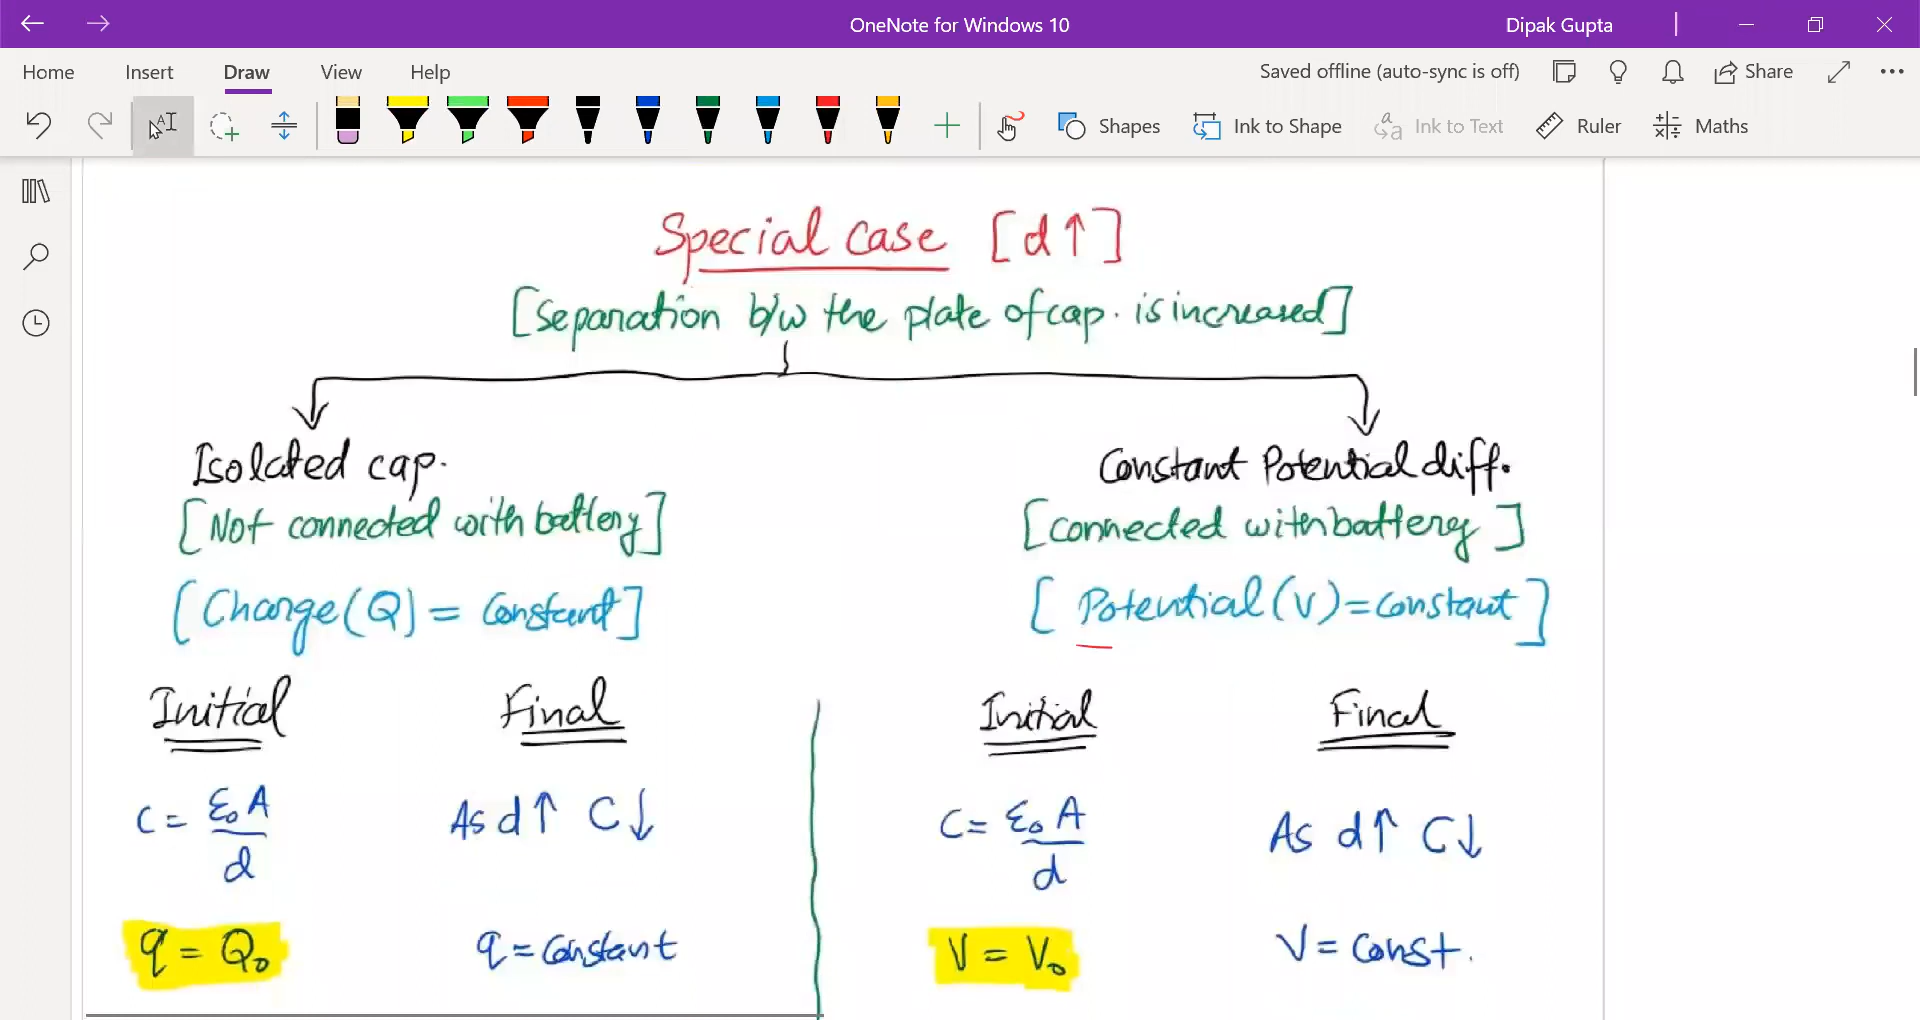 OneNote for Windows 10
Dipak Gupta
Home Insert Draw View Help
Saved offline (auto-sync is off)
Share
Shapes
Ink to Shape
Ink to Text
Ruler
Maths
Special Case [d↑]
[Separation b/w the plate of cap. is increased]
Isolated cap.
[Not connected with battery]
[Charge(Q) = Constant]
Initial
Final
C = ε₀A/d
As d↑ C↓
q = Q₀
q = Constant
Constant Potential diff.
[connected with battery]
[Potential (V) = constant]
Initial
Final
C = ε₀A/d
As d↑ C↓
V = V₀
V = Const.